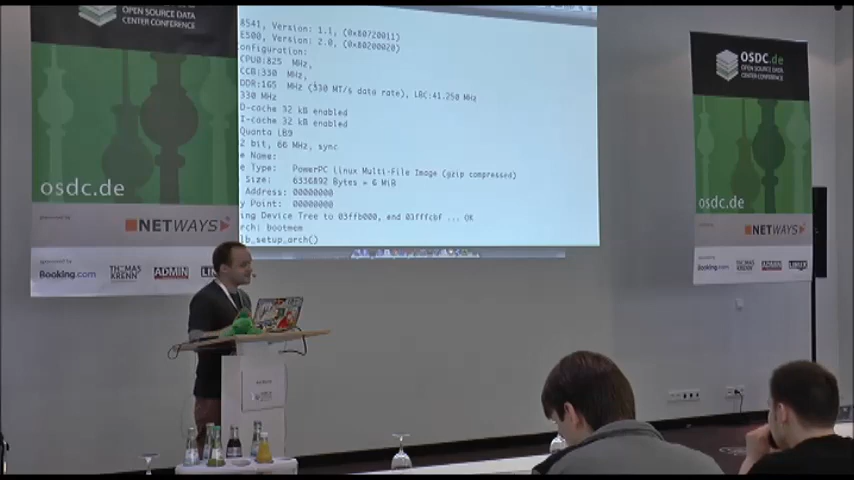 OPEN SOURCE DATA
CENTER CONFERENCE
osdc.de
NETWAYS
Booking.com
THOMAS
KRENN
ADMIN
8541, Version: 1.1, (0x80720011)
E500, Version: 2.0, (0x80200020)
onfiguration:
CPU0:825 MHz,
CCB:330 MHz,
DDR:165 MHz (330 MT/s data rate), LBC:41.250 MHz
330 MHz
D-cache 32 kB enabled
I-cache 32 kB enabled
Quanta LB9
2 bit, 66 MHz, sync
e Name:
e Type: PowerPC Linux Multi-File Image (gzip compressed)
Size: 6336892 Bytes = 6 MiB
Address: 00000000
y Point: 00000000
ing Device Tree to 03ffb000, end 03fffcbf ... OK
arch: bootmem
lb_setup_arch()
OSDC.de
OPEN SOURCE DATA
CENTER CONFERENCE
osdc.de
NETWAYS
Booking.com
THOMAS
KRENN
ADMIN